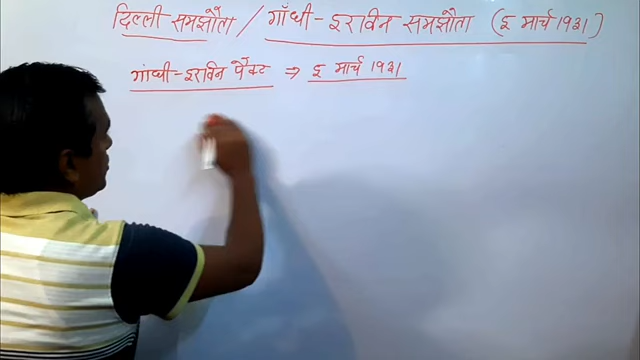 दिल्ली समझौता / गाँधी-इरविन समझौता (5 मार्च 1931)
गांधी-इरविन पैक्ट ⇒ 5 मार्च 1931